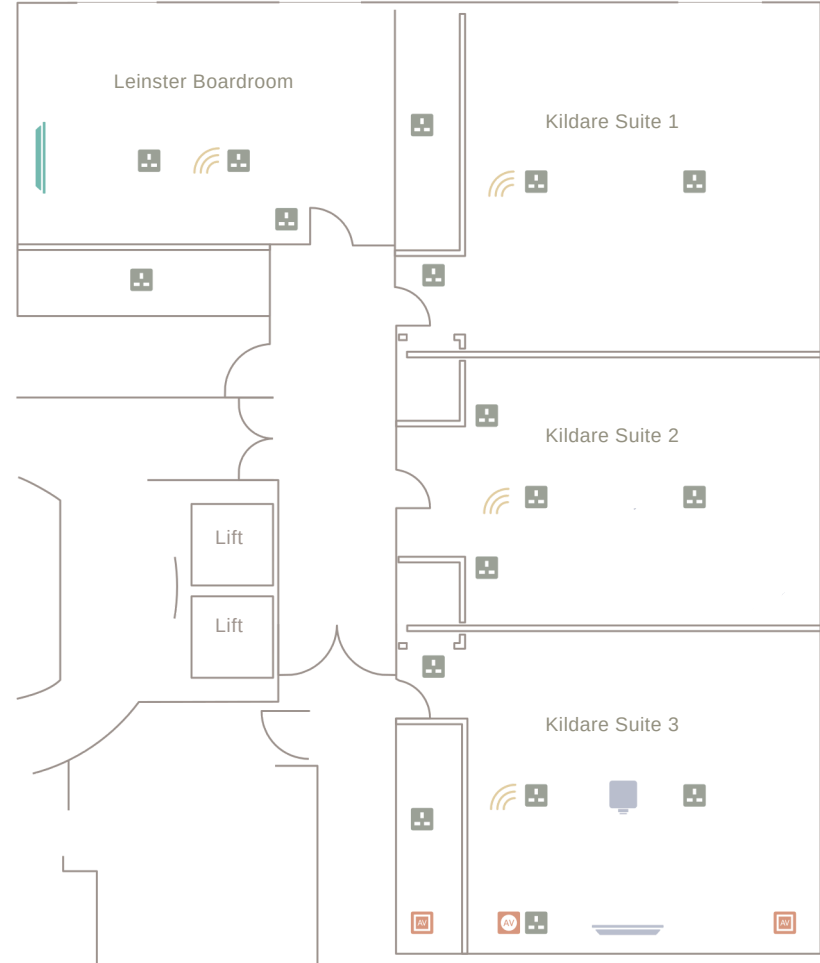 Leinster Boardroom
Kildare Suite 1
Kildare Suite 2
Lift
Lift
Kildare Suite 3
AV
AV
AV